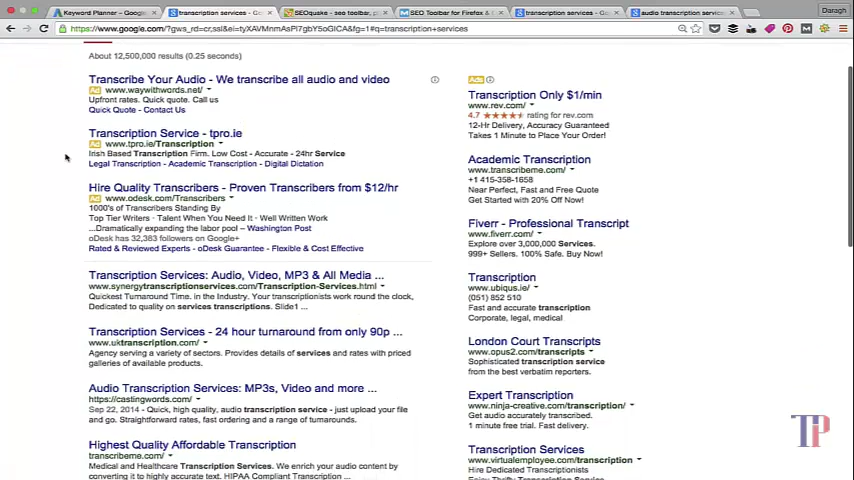 Keyword Planner – Google
transcription services - Go
SEOquake - seo toolbar, pa
SEO Toolbar for Firefox &
transcription services - Go
audio transcription service
Daragh
https://www.google.com/?gws_rd=cr,ssl&ei=tyXAVMnmAsPi7gbY5oGICA&fg=1#q=transcription+services
About 12,500,000 results (0.25 seconds)
Transcribe Your Audio - We transcribe all audio and video
Ad www.waywithwords.net/
Upfront rates. Quick quote. Call us
Quick Quote - Contact Us
Transcription Service - tpro.ie
Ad www.tpro.ie/Transcription
Irish Based Transcription Firm. Low Cost - Accurate - 24hr Service
Legal Transcription - Academic Transcription - Digital Dictation
Hire Quality Transcribers - Proven Transcribers from $12/hr
Ad www.odesk.com/Transcribers
1000's of Transcribers Standing By
Top Tier Writers · Talent When You Need It · Well Written Work
...Dramatically expanding the labor pool – Washington Post
oDesk has 32,383 followers on Google+
Rated & Reviewed Experts - oDesk Guarantee - Flexible & Cost Effective
Transcription Services: Audio, Video, MP3 & All Media ...
www.synergytranscriptionservices.com/Transcription-Services.html
Quickest Turnaround Time. in the Industry. Your transcriptionists work round the clock,
Dedicated to quality on services transcriptions. Slide1 ...
Transcription Services - 24 hour turnaround from only 90p ...
www.uktranscription.com/
Agency serving a variety of sectors. Provides details of services and rates with priced
galleries of available products.
Audio Transcription Services: MP3s, Video and more ...
https://castingwords.com/
Sep 22, 2014 - Quick, high quality, audio transcription service - just upload your file
and go. Straightforward rates, fast ordering and a range of turnarounds.
Highest Quality Affordable Transcription
transcribeme.com/
Medical and Healthcare Transcription Services. We enrich your audio content by
converting it to highly accurate text. HIPAA Compliant Transcription ...
Ads
Transcription Only $1/min
www.rev.com/
4.7 ★★★★★ rating for rev.com
12-Hr Delivery, Accuracy Guaranteed
Takes 1 Minute to Place Your Order!
Academic Transcription
www.transcribeme.com/
+1 415-358-1658
Near Perfect, Fast and Free Quote
Get Started with 20% Off Now!
Fiverr - Professional Transcript
www.fiverr.com/
Explore over 3,000,000 Services.
999+ Sellers. 100% Safe. Buy Now!
Transcription
www.ubiqus.ie/
(051) 852 510
Fast and accurate transcription
Corporate, legal, medical
London Court Transcripts
www.opus2.com/transcripts
Sophisticated transcription service
from the best verbatim reporters.
Expert Transcription
www.ninja-creative.com/transcription/
Get audio accurately transcribed.
1 minute free trial. Fast delivery.
Transcription Services
www.virtualemployee.com/transcription
Hire Dedicated Transcriptionists
TP